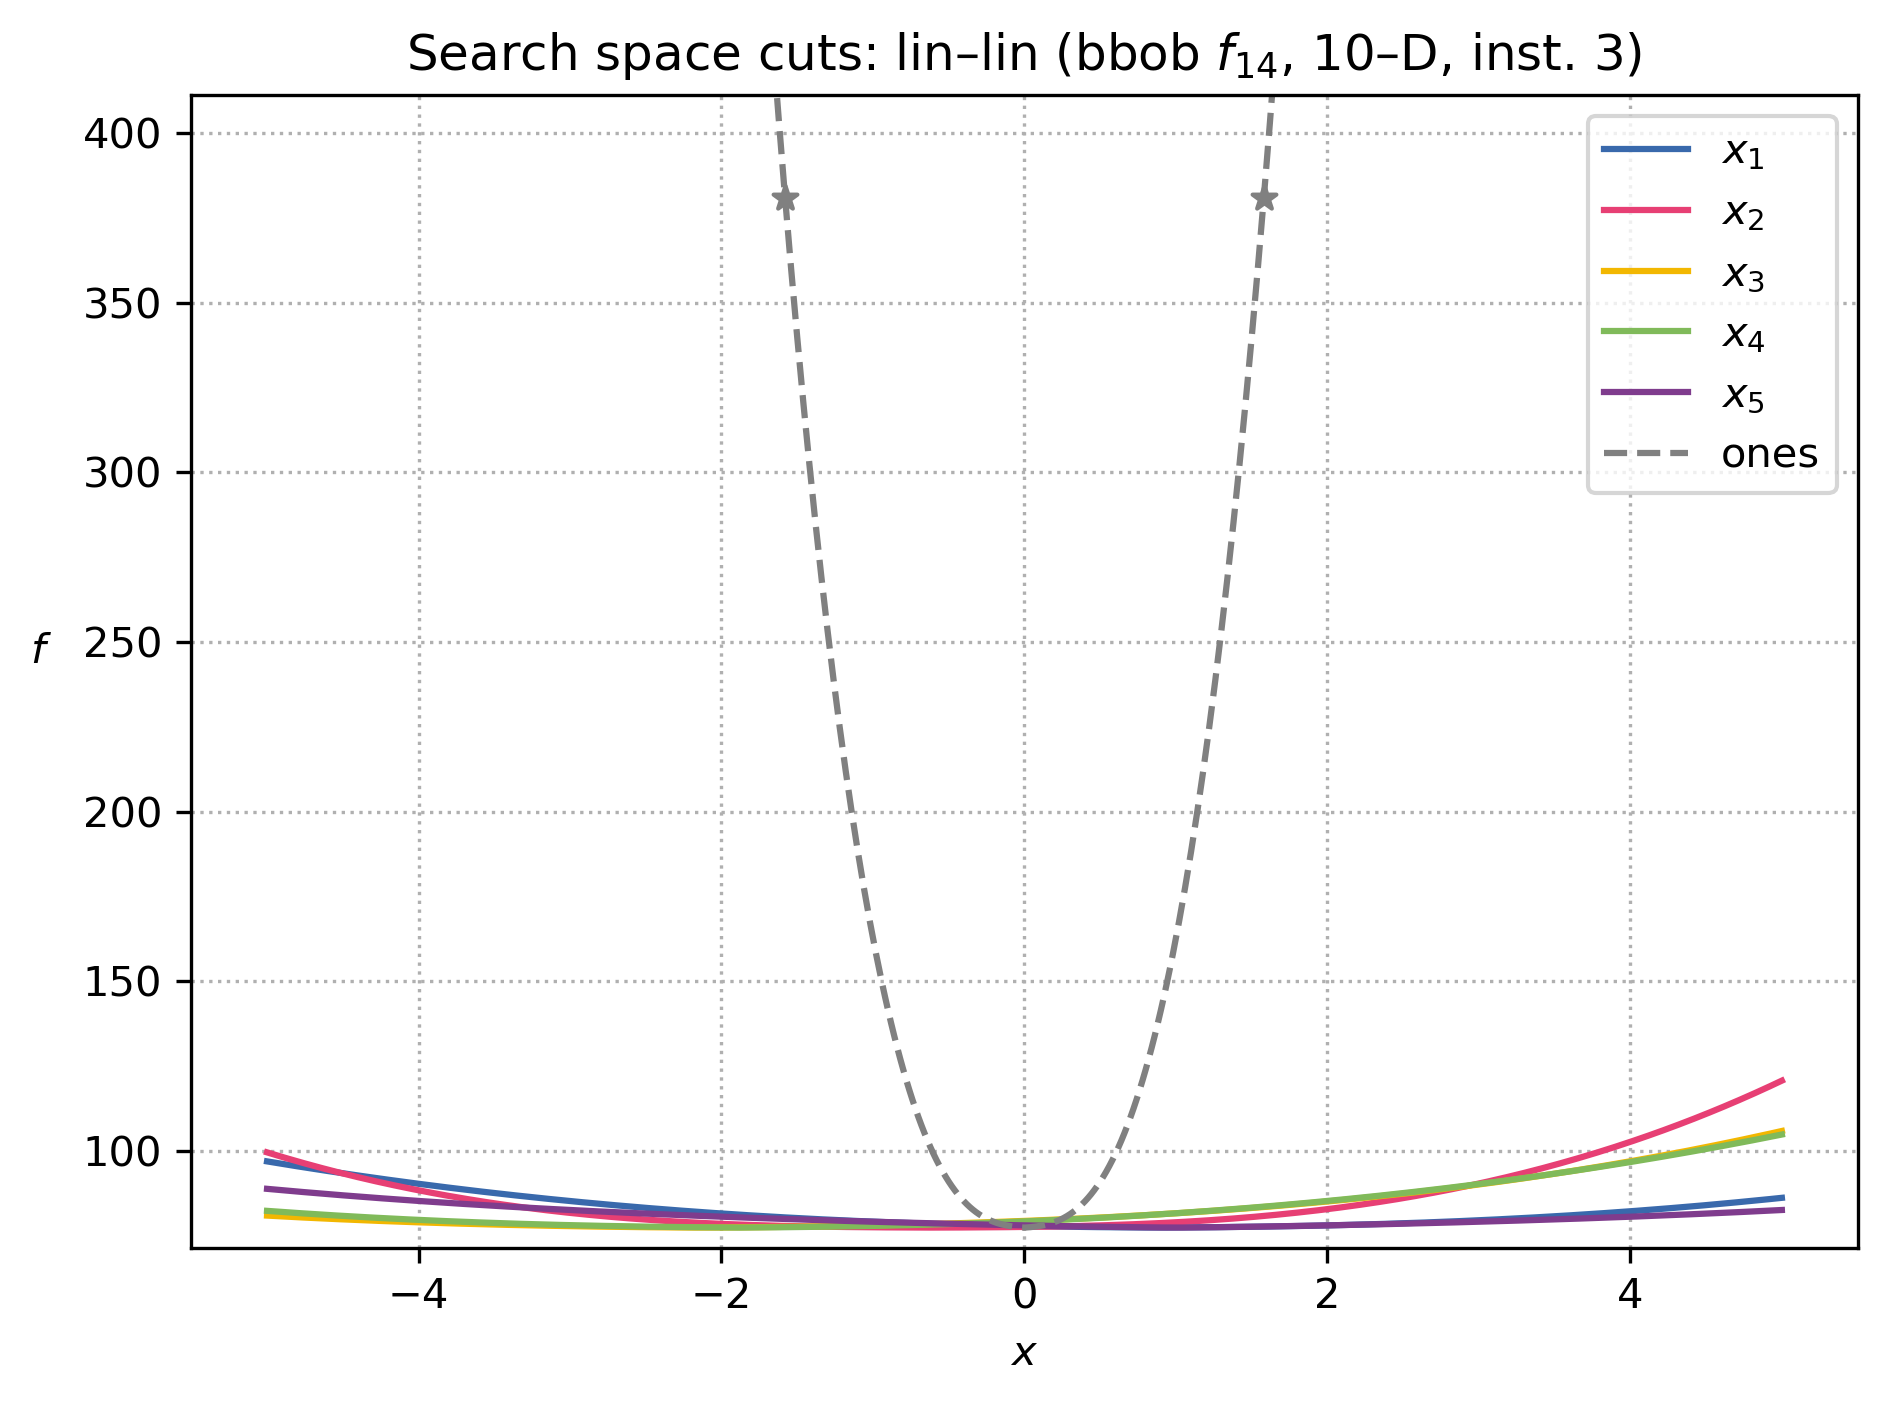 Search space cuts: lin–lin (bbob f₁₄, 10–D, inst. 3)
400
350
300
250
200
150
100
f
−4
−2
0
2
4
x
x₁
x₂
x₃
x₄
x₅
ones